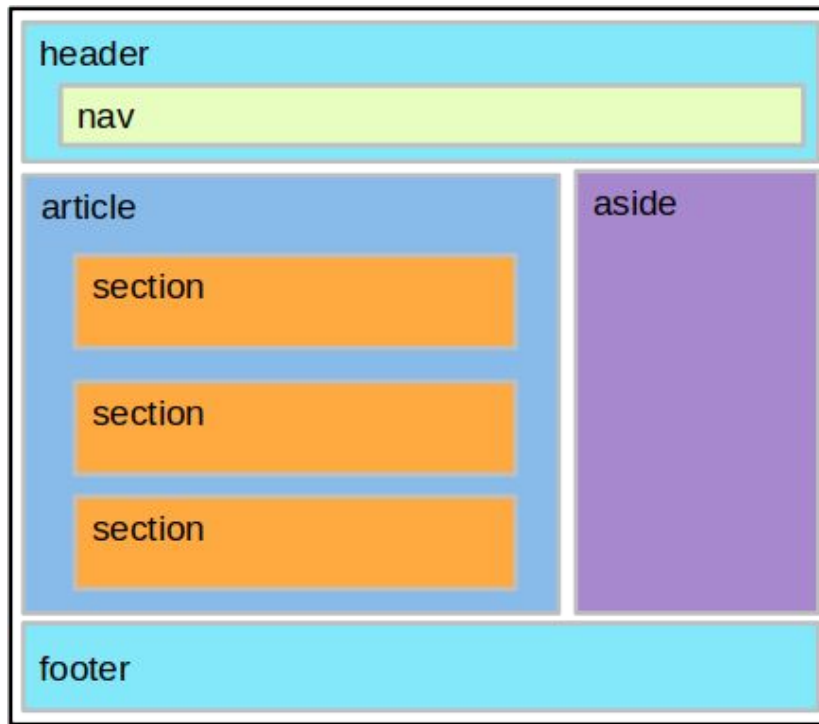 header
nav
article
aside
section
section
section
footer